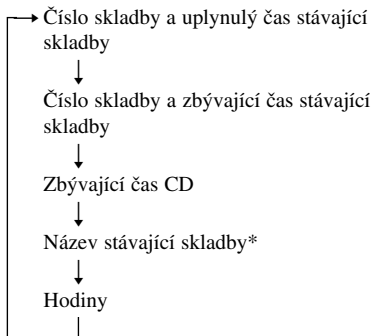 Číslo skladby a uplynulý čas stávající
skladby
Číslo skladby a zbývající čas stávající
skladby
Zbývající čas CD
Název stávající skladby*
Hodiny